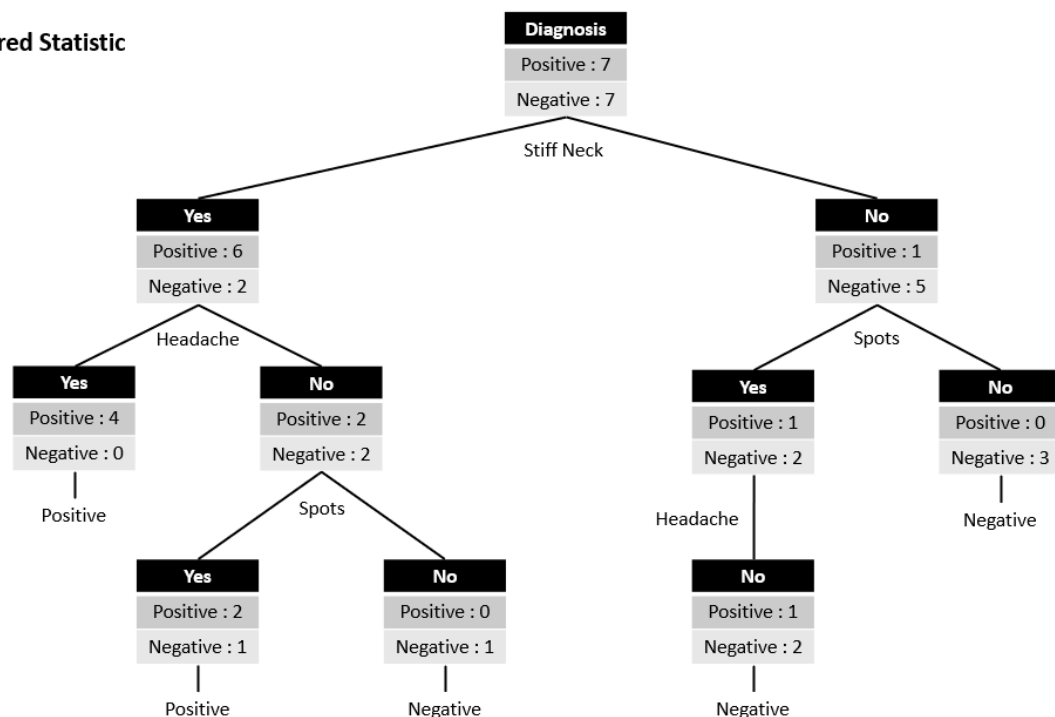 red Statistic
Diagnosis
Positive : 7
Negative : 7
Stiff Neck
Yes
Positive : 6
Negative : 2
No
Positive : 1
Negative : 5
Headache
Spots
Yes
Positive : 4
Negative : 0
Positive
No
Positive : 2
Negative : 2
Yes
Positive : 1
Negative : 2
No
Positive : 0
Negative : 3
Negative
Spots
Headache
Yes
Positive : 2
Negative : 1
Positive
No
Positive : 0
Negative : 1
Negative
No
Positive : 1
Negative : 2
Negative